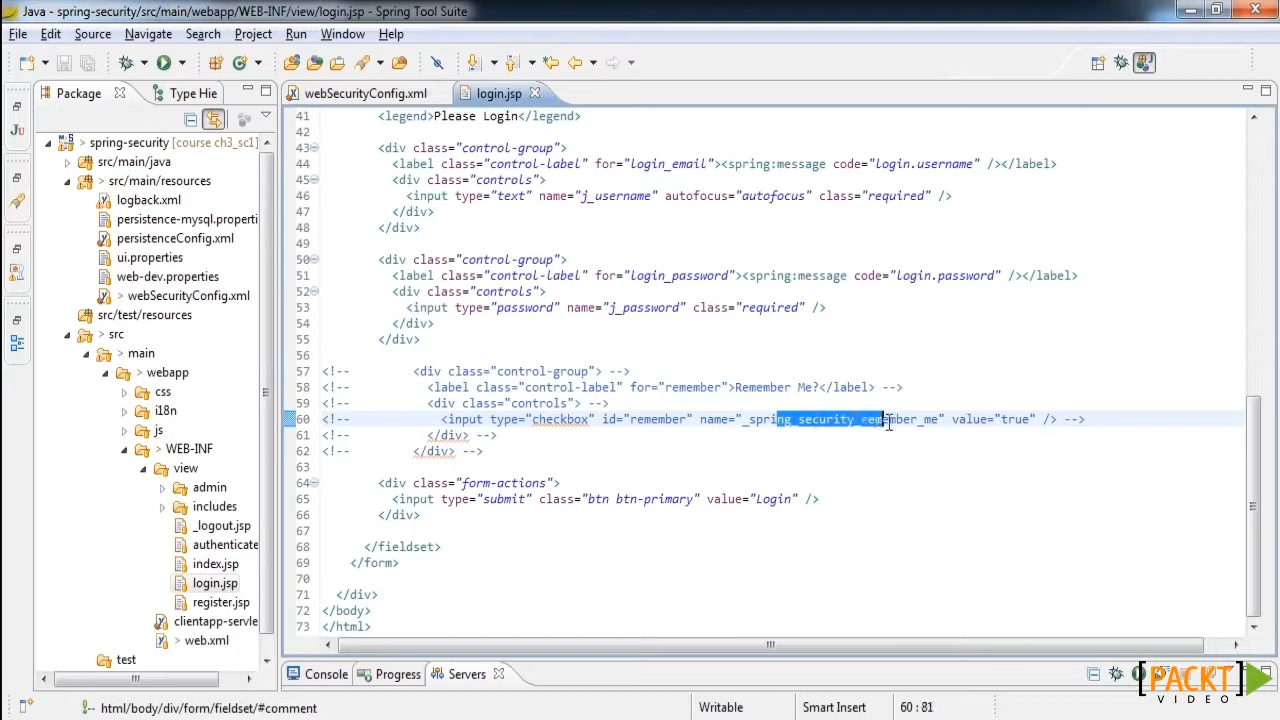 Java - spring-security/src/main/webapp/WEB-INF/view/login.jsp - Spring Tool Suite
File Edit Navigate Search Project Run Window Help
Package Type Hie
webSecurityConfig.xml login.jsp
> spring-security [course ch3_sc1]
src/main/java
> src/main/resources
logback.xml
persistence-mysql.properti
persistenceConfig.xml
ui.properties
web-dev.properties
> webSecurityConfig.xml
src/test/resources
> src
> main
> webapp
css
i18n
js
> WEB-INF
view
admin
includes
_logout.jsp
authenticate
index.jsp
login.jsp
register.jsp
clientapp-servle
> web.xml
test
41 <legend>Please Login</legend>
42
43 <div class="control-group">
44 <label class="control-label" for="login_email"><spring:message code="login.username" /></label>
45 <div class="controls">
46 <input type="text" name="j_username" autofocus="autofocus" class="required" />
47 </div>
48 </div>
49
50 <div class="control-group">
51 <label class="control-label" for="login_password"><spring:message code="login.password" /></label>
52 <div class="controls">
53 <input type="password" name="j_password" class="required" />
54 </div>
55 </div>
56
57 <!-- <div class="control-group"> -->
58 <!-- <label class="control-label" for="remember">Remember Me?</label> -->
59 <!-- <div class="controls"> -->
60 <!-- <input type="checkbox" id="remember" name="_spring_security_remember_me" value="true" /> -->
61 <!-- </div> -->
62 <!-- </div> -->
63
64 <div class="form-actions">
65 <input type="submit" class="btn btn-primary" value="Login" />
66 </div>
67
68 </fieldset>
69 </form>
70
71 </div>
72 </body>
73 </html>
Console Progress Servers
html/body/div/form/fieldset/#comment Writable Smart Insert 60 : 81
[PACKT]
VIDEO